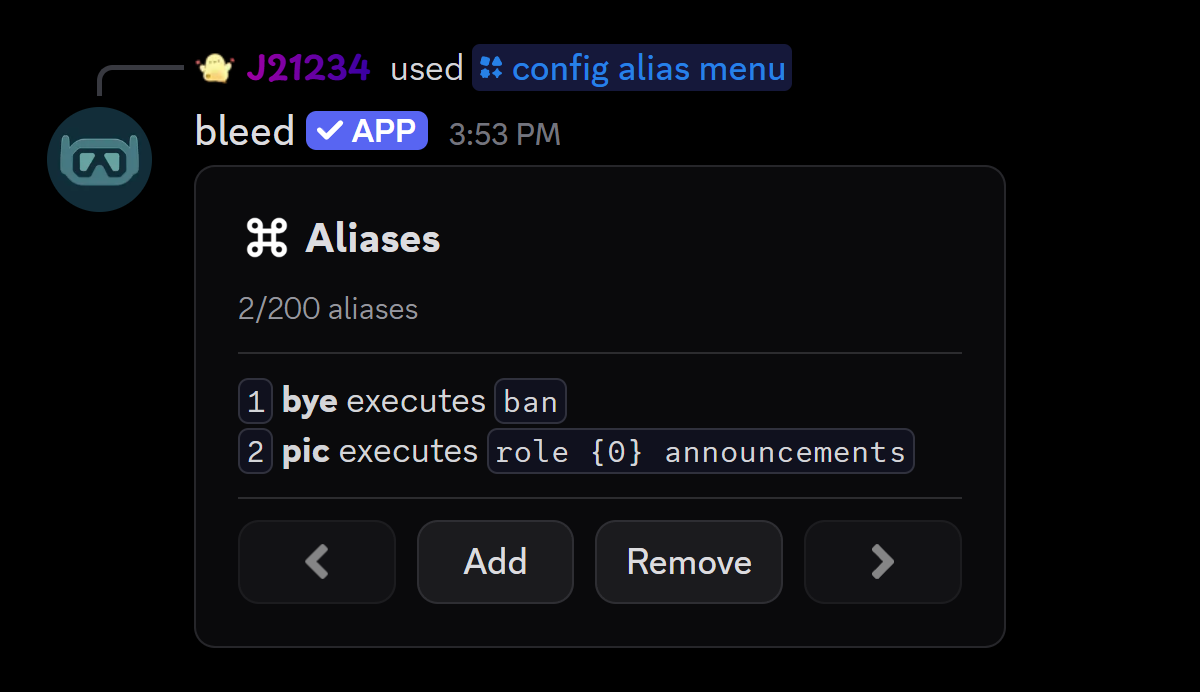 J21234 used config alias menu
bleed APP 3:53 PM
Aliases
2/200 aliases
1 bye executes ban
2 pic executes role {0} announcements
Add Remove